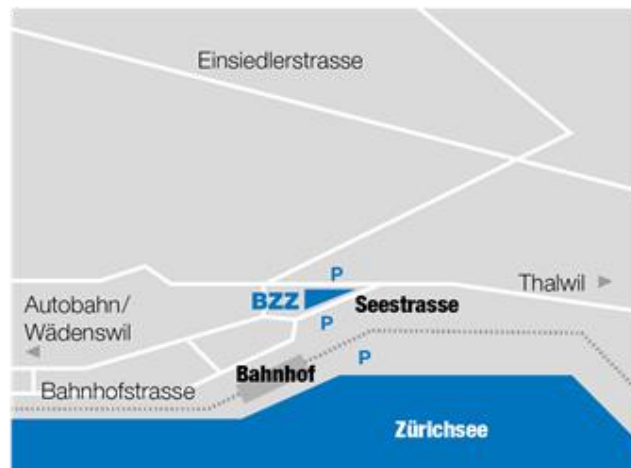 Einsiedlerstrasse
P
Thalwil
BZZ
Seestrasse
Autobahn/
Wädenswil
P
Bahnhof
P
Bahnhofstrasse
Zürichsee